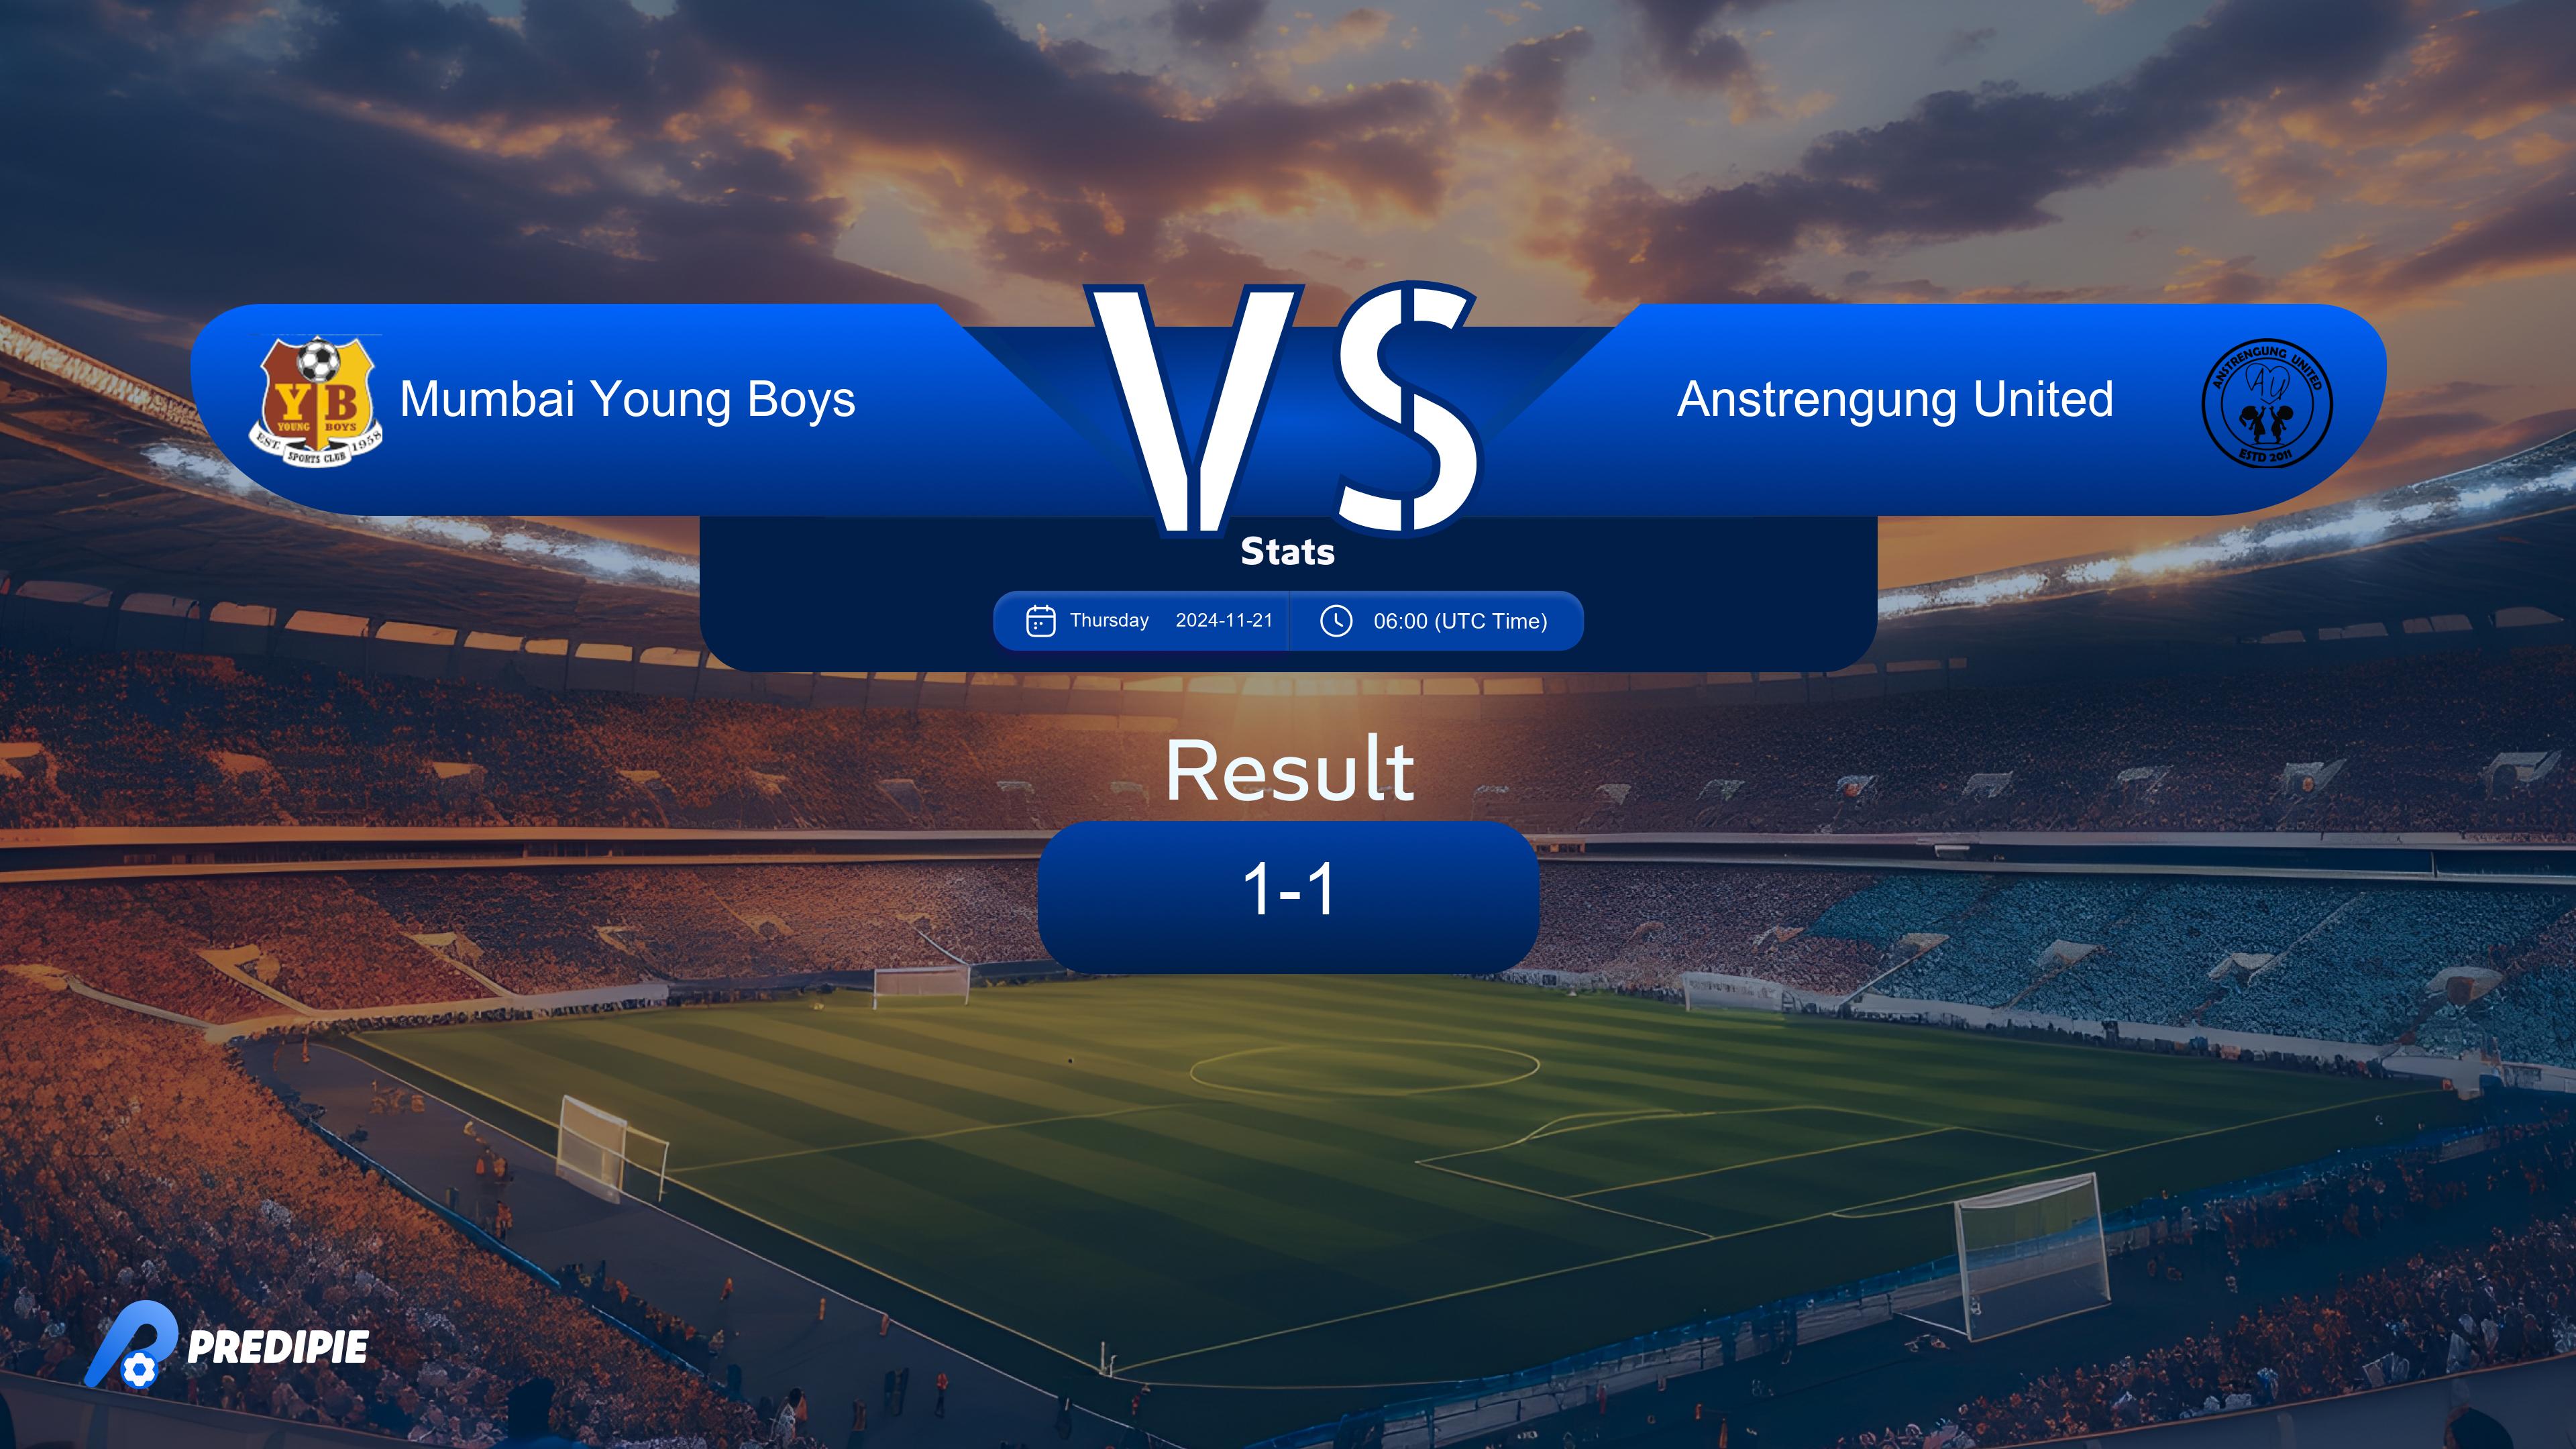 VS
Mumbai Young Boys
Anstrengung United
YB
YOUNG BOYS
EST. 1958
SPORTS CLUB
ANSTRENGUNG UNITED
AU
ESTD 2011
Stats
Thursday 2024-11-21 06:00 (UTC Time)
Result
1-1
PREDIPIE